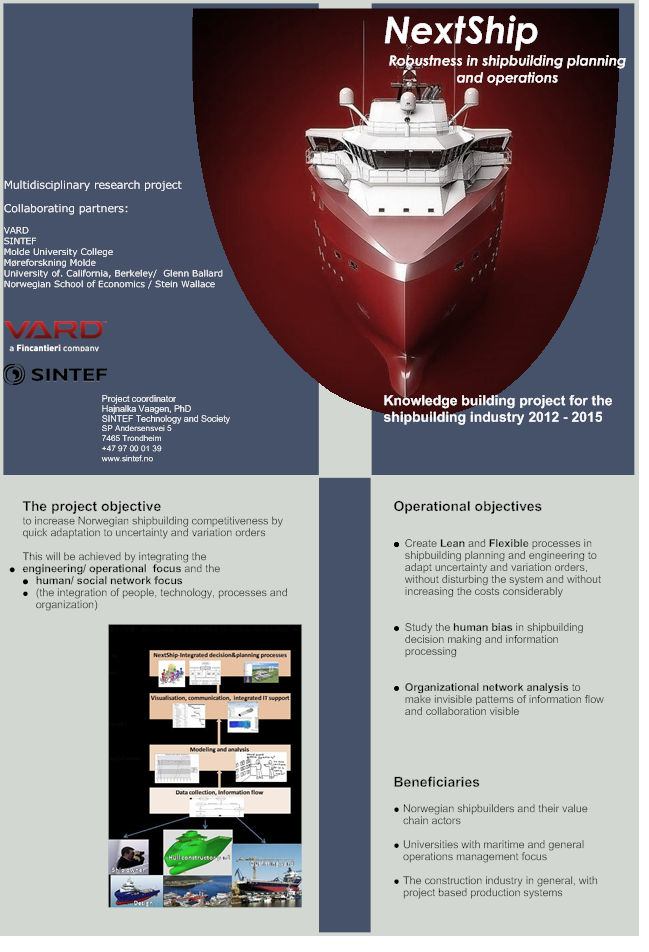 NextShip
Robustness in shipbuilding planning
and operations
Multidisciplinary research project
Collaborating partners:
VARD
SINTEF
Molde University College
Møreforskning Molde
University of. California, Berkeley/ Glenn Ballard
Norwegian School of Economics / Stein Wallace
VARD
a Fincantieri company
SINTEF
Project coordinator
Hajnalka Vaagen, PhD
SINTEF Technology and Society
SP Andersensvei 5
7465 Trondheim
+47 97 00 01 39
www.sintef.no
Knowledge building project for the
shipbuilding industry 2012 - 2015
The project objective
to increase Norwegian shipbuilding competitiveness by
quick adaptation to uncertainty and variation orders
This will be achieved by integrating the
● engineering/ operational focus and the
● human/ social network focus
● (the integration of people, technology, processes and
organization)
NextShip-Integrated decision&planning processes
Visualisation, communication, integrated IT support
Modeling and analysis
Data collection, Information flow
Ship owner
Design
Operational objectives
● Create Lean and Flexible processes in
shipbuilding planning and engineering to
adapt uncertainty and variation orders,
without disturbing the system and without
increasing the costs considerably
● Study the human bias in shipbuilding
decision making and information
processing
● Organizational network analysis to
make invisible patterns of information flow
and collaboration visible
Beneficiaries
● Norwegian shipbuilders and their value
chain actors
● Universities with maritime and general
operations management focus
● The construction industry in general, with
project based production systems